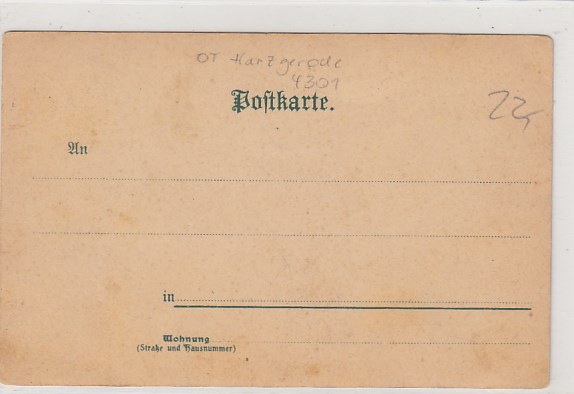 OT Harzgerode
4301
Postkarte.
22,
An
in
Wohnung
(Straße und Hausnummer)